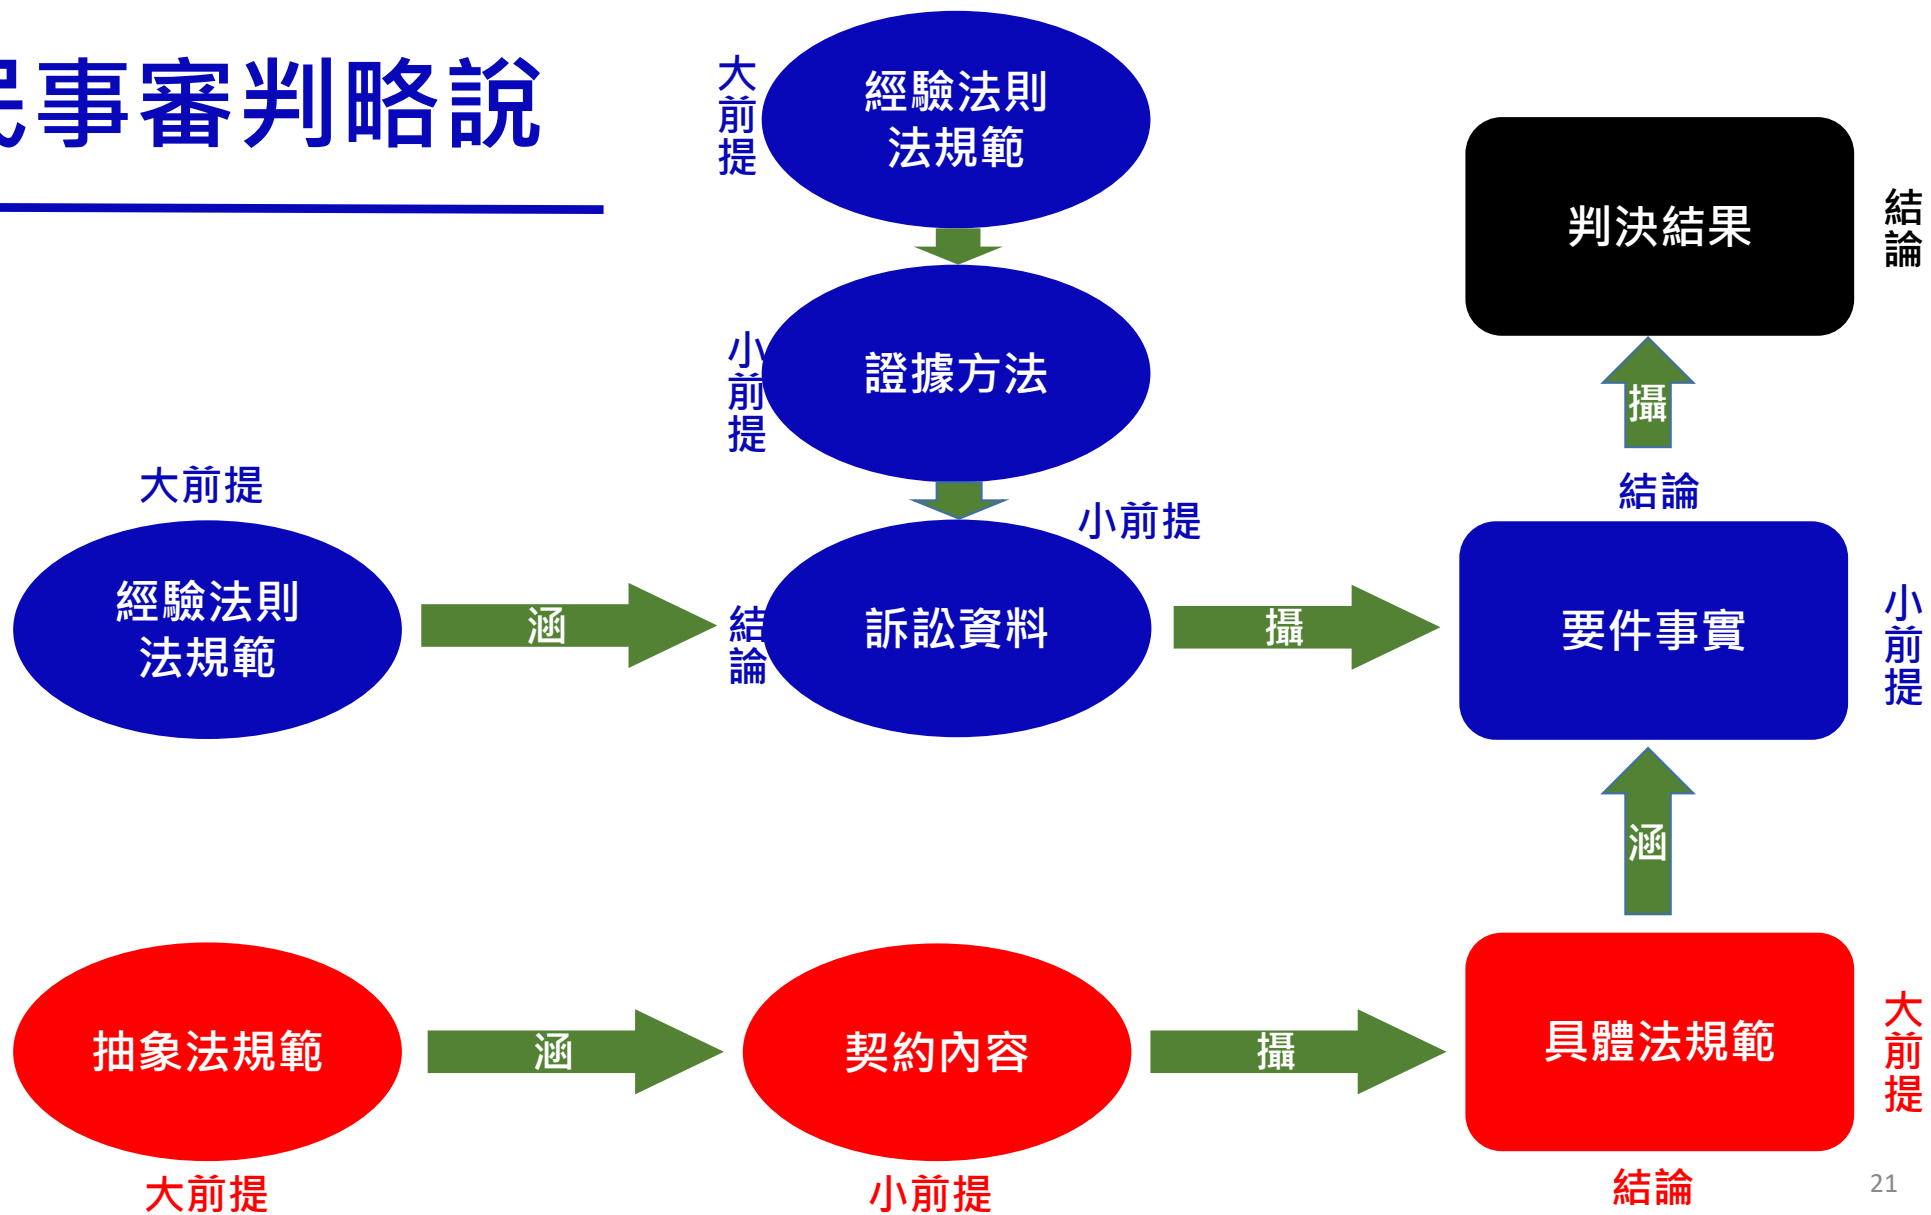 民事審判略說
大前提
經驗法則
法規範
小前提
證據方法
判決結果
結論
攝
大前提
經驗法則
法規範
涵
結論
訴訟資料
小前提
攝
結論
要件事實
小前提
涵
抽象法規範
大前提
涵
契約內容
小前提
攝
具體法規範
大前提
結論
21